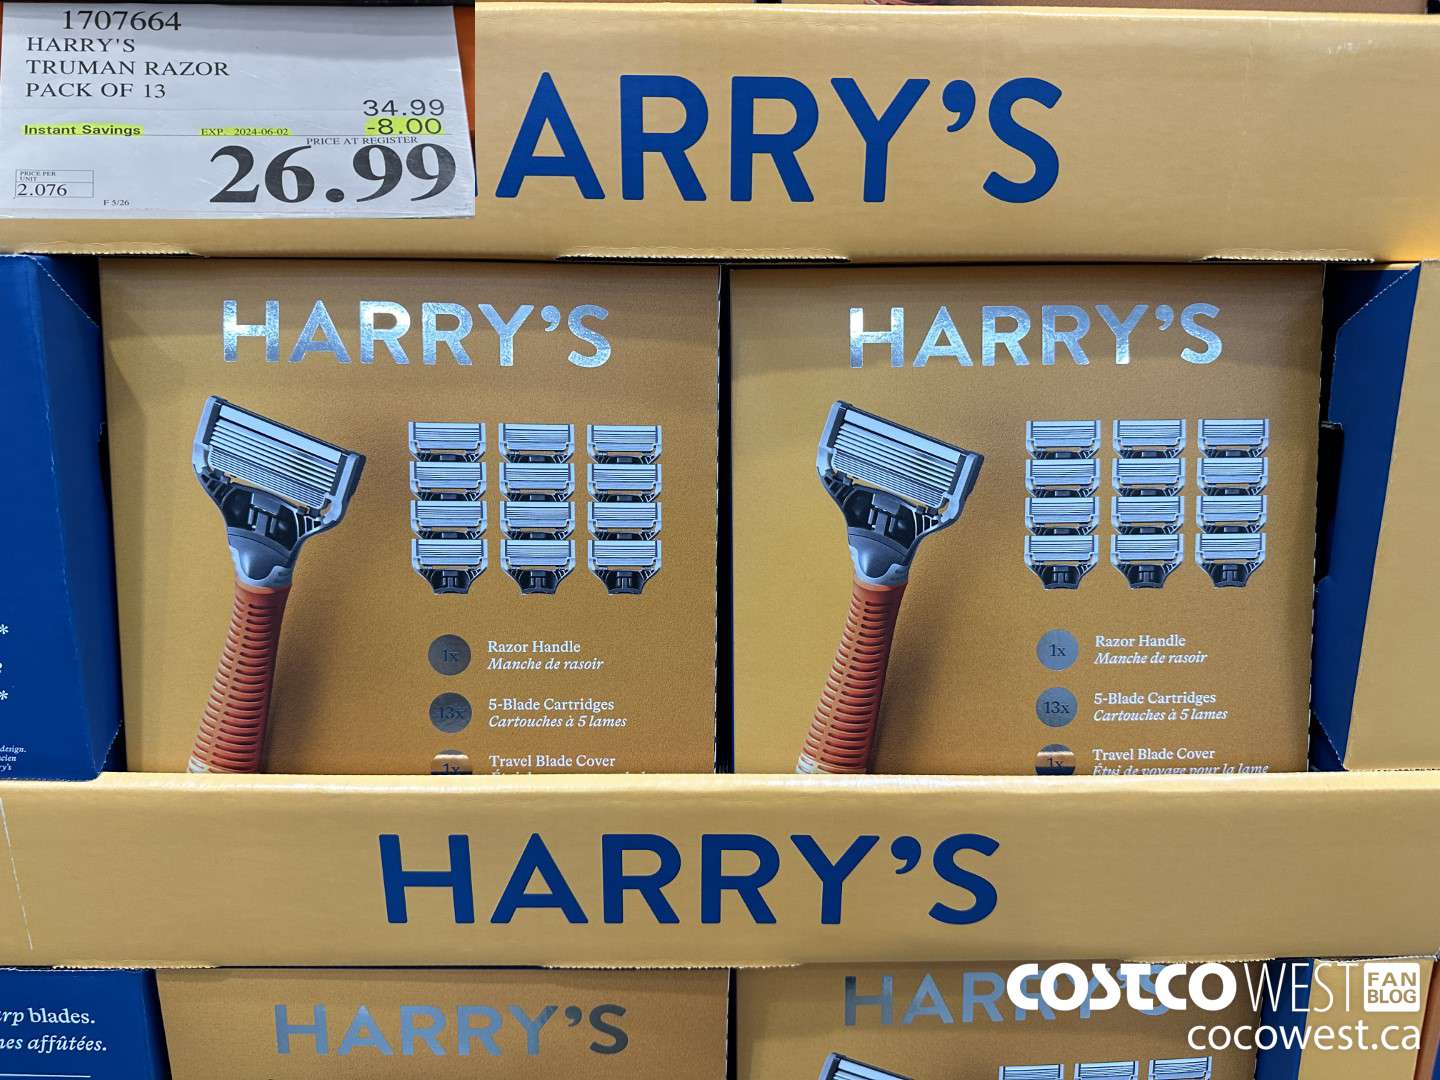 1707664
HARRY'S
TRUMAN RAZOR
PACK OF 13
34.99
Instant Savings EXP. 2024-06-02 -8.00
PRICE AT REGISTER
26.99
PRICE PER
UNIT
2.076
F 5/26
ARRY'S
HARRY'S
1x Razor Handle
Manche de rasoir
13x 5-Blade Cartridges
Cartouches à 5 lames
1x Travel Blade Cover
HARRY'S
1x Razor Handle
Manche de rasoir
13x 5-Blade Cartridges
Cartouches à 5 lames
1x Travel Blade Cover
Étui de voyage pour la lame
*
*
design.
HARRY'S
rp blades.
es affûtées.
HARRY'S
HARRY'S
COSTCO WEST FAN BLOG
cocowest.ca